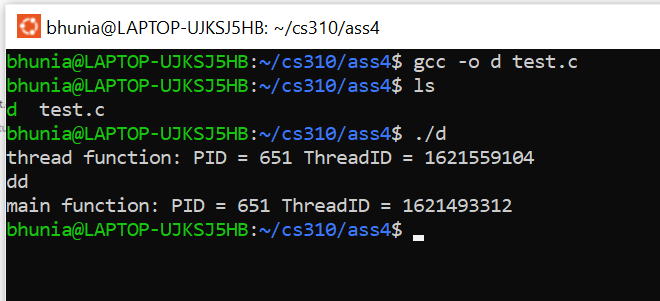 bhunia@LAPTOP-UJKSJ5HB: ~/cs310/ass4
bhunia@LAPTOP-UJKSJ5HB:~/cs310/ass4$ gcc -o d test.c
bhunia@LAPTOP-UJKSJ5HB:~/cs310/ass4$ ls
d  test.c
bhunia@LAPTOP-UJKSJ5HB:~/cs310/ass4$ ./d
thread function: PID = 651 ThreadID = 1621559104
dd
main function: PID = 651 ThreadID = 1621493312
bhunia@LAPTOP-UJKSJ5HB:~/cs310/ass4$